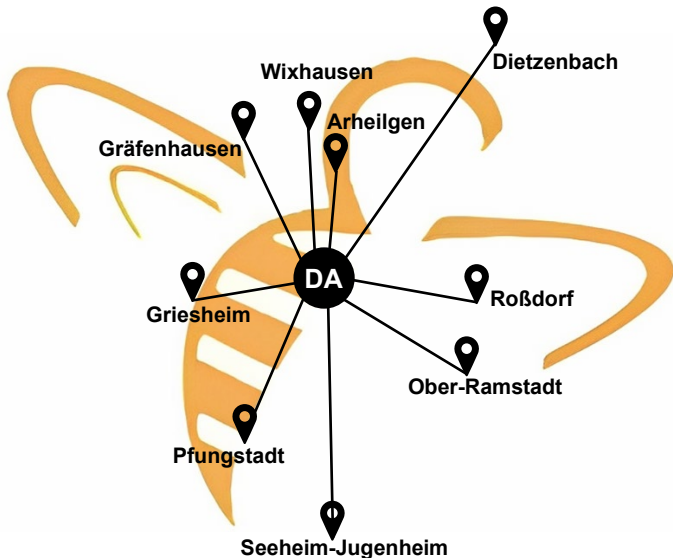 Dietzenbach
Wixhausen
Arheilgen
Gräfenhausen
DA
Roßdorf
Griesheim
Ober-Ramstadt
Pfungstadt
Seeheim-Jugenheim